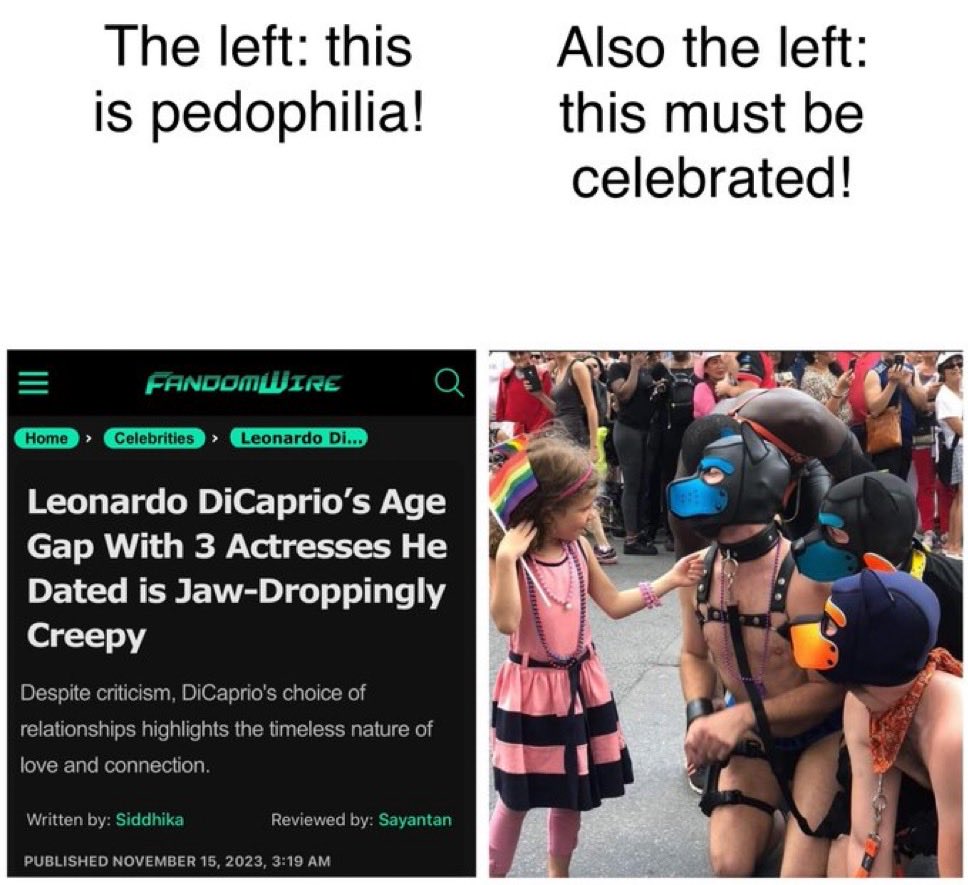 The left: this
is pedophilia!
Also the left:
this must be
celebrated!
FANDOMWIRE
Home › Celebrities › Leonardo Di...
Leonardo DiCaprio's Age
Gap With 3 Actresses He
Dated is Jaw-Droppingly
Creepy
Despite criticism, DiCaprio's choice of
relationships highlights the timeless nature of
love and connection.
Written by: Siddhika Reviewed by: Sayantan
PUBLISHED NOVEMBER 15, 2023, 3:19 AM